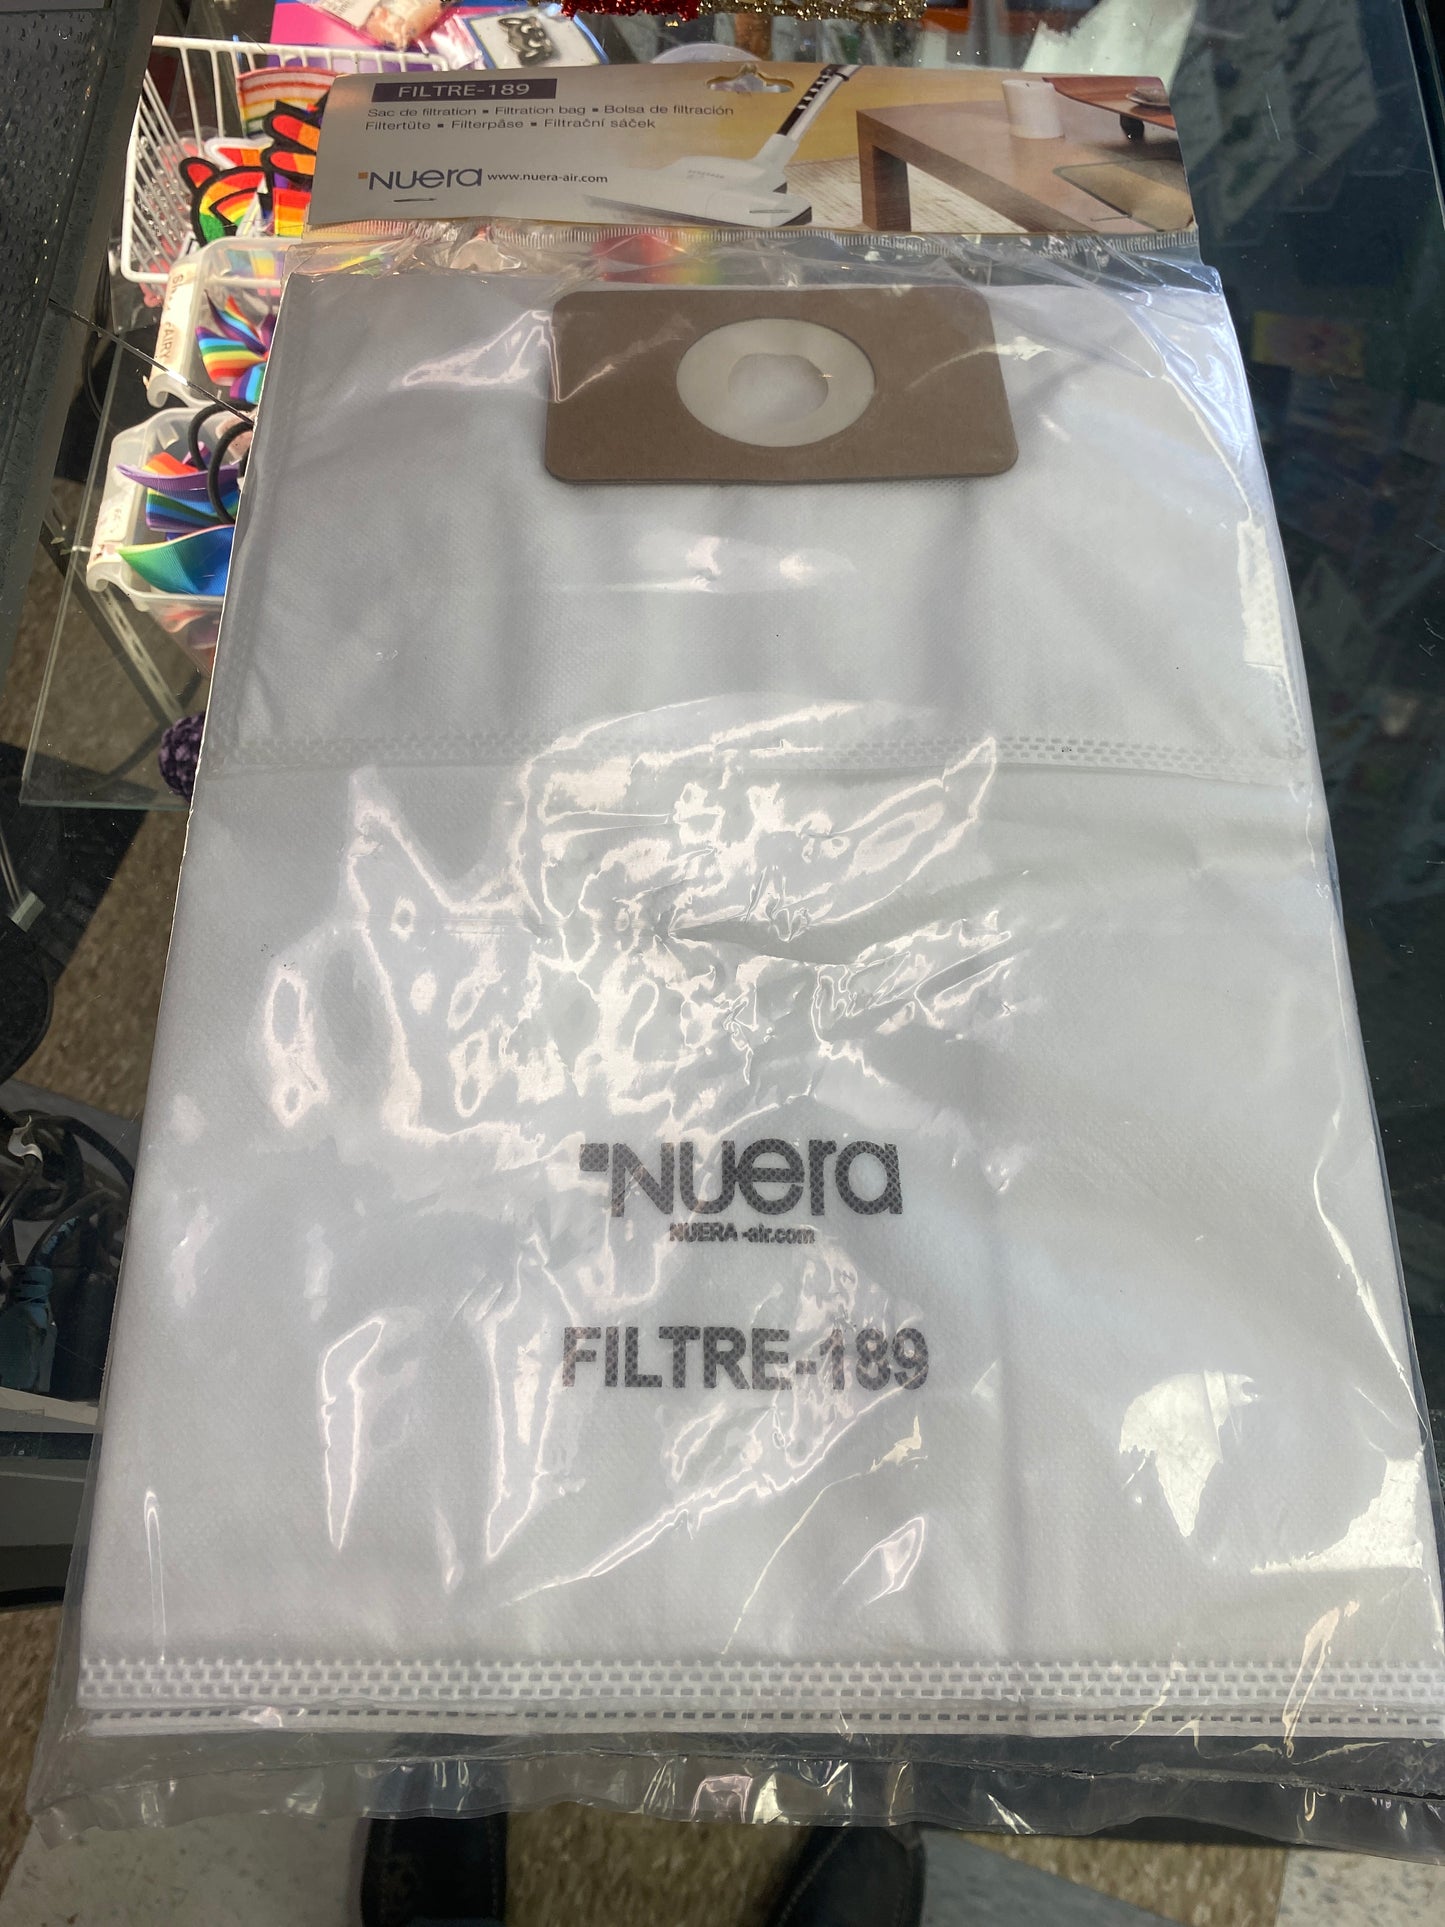 FILTRE-189
Sac de filtration ▪ Filtration bag ▪ Bolsa de filtración
Filtertüte ▪ Filterpåse ▪ Filtrační sáček
Nuera www.nuera-air.com
Nuera
NUERA-air.com
FILTRE-189